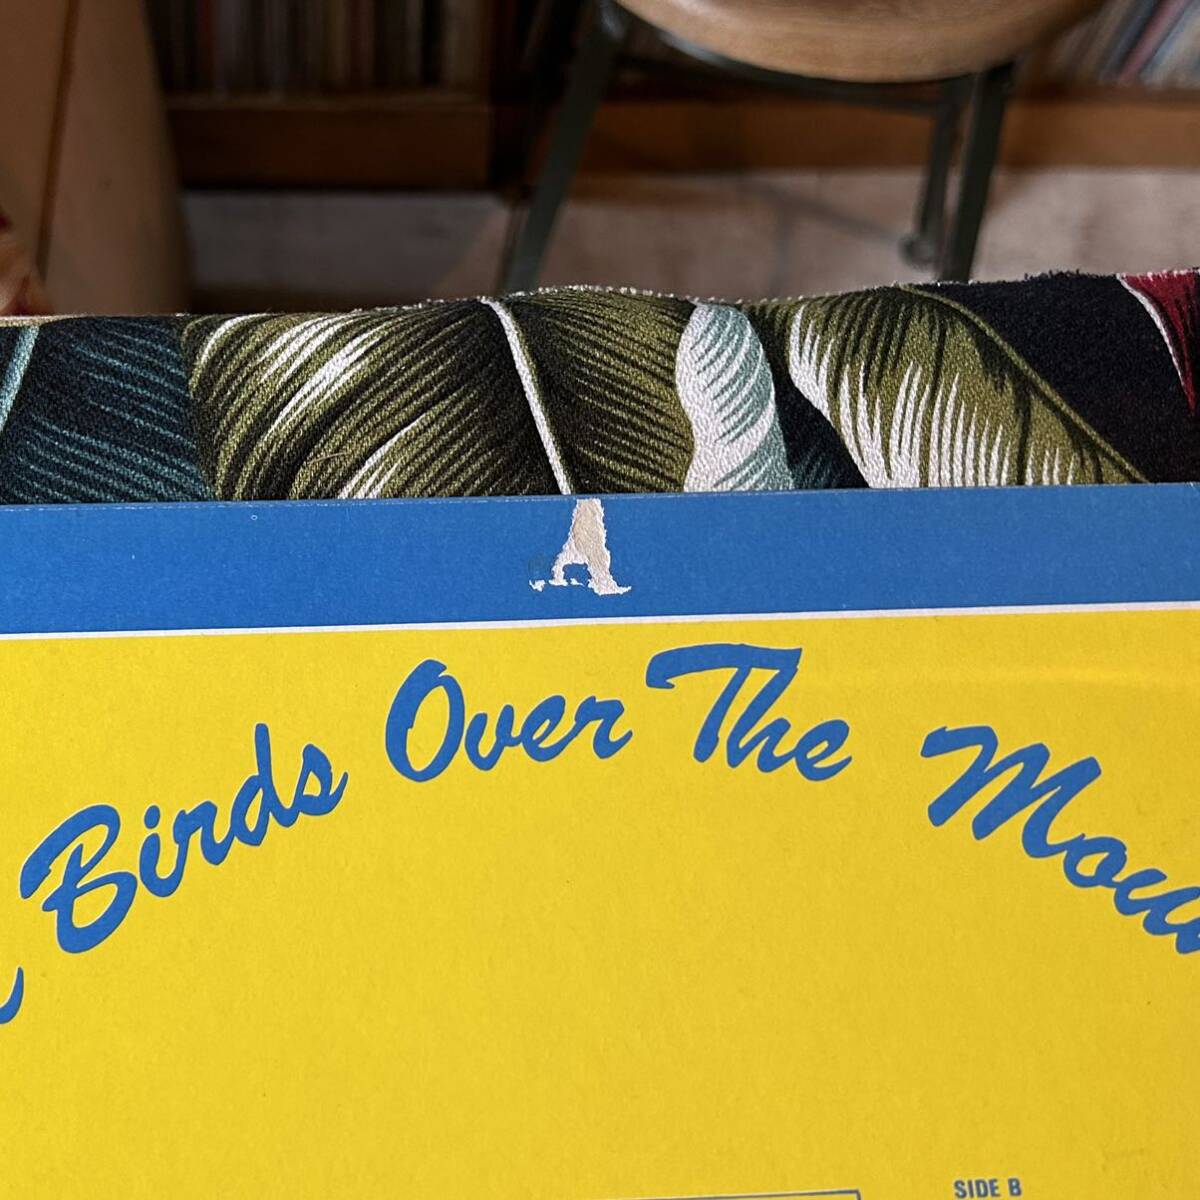 Birds Over The
SIDE B